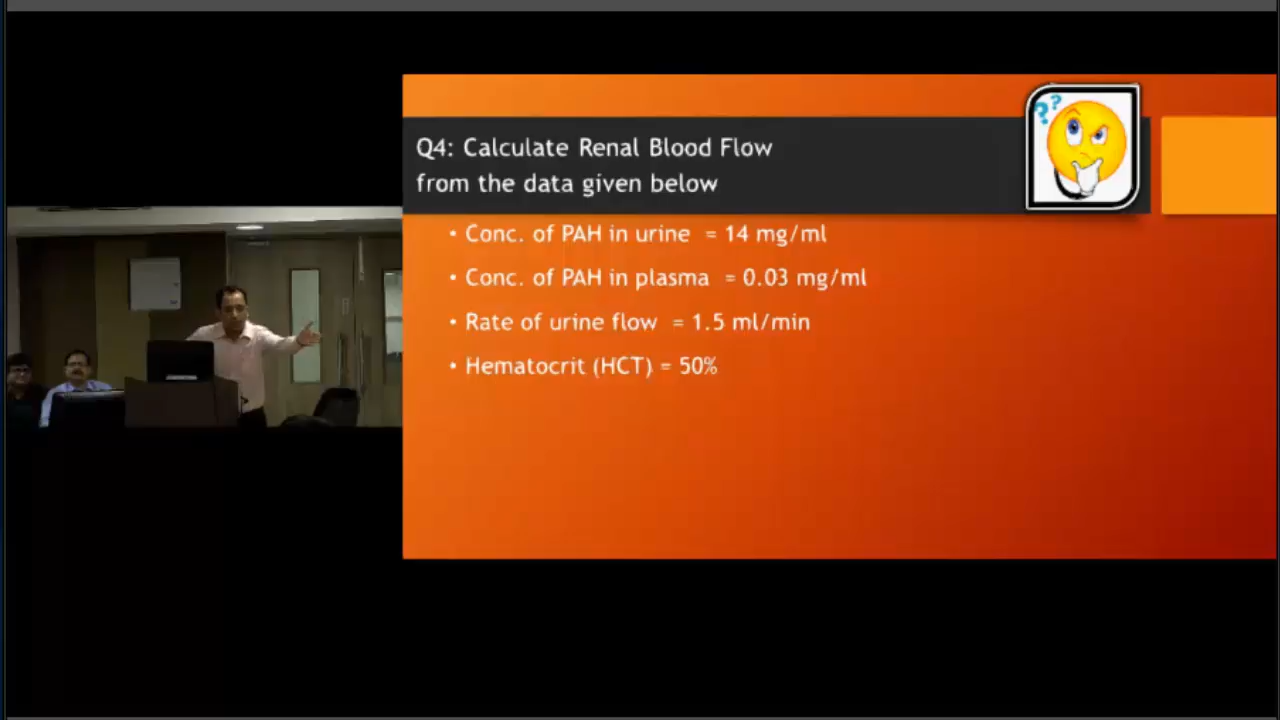 Q4: Calculate Renal Blood Flow
from the data given below
• Conc. of PAH in urine = 14 mg/ml
• Conc. of PAH in plasma = 0.03 mg/ml
• Rate of urine flow = 1.5 ml/min
• Hematocrit (HCT) = 50%